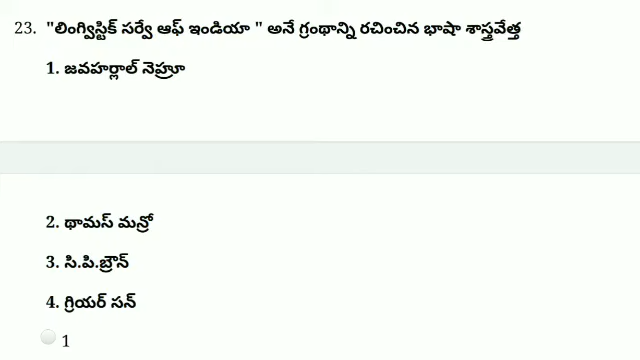 23. "లింగ్విస్టిక్ సర్వే ఆఫ్ ఇండియా " అనే గ్రంథాన్ని రచించిన భాషా శాస్త్రవేత్త
1. జవహర్లాల్ నెహ్రూ
2. థామస్ మన్రో
3. సి.పి.బ్రౌన్
4. గ్రియర్ సన్
1